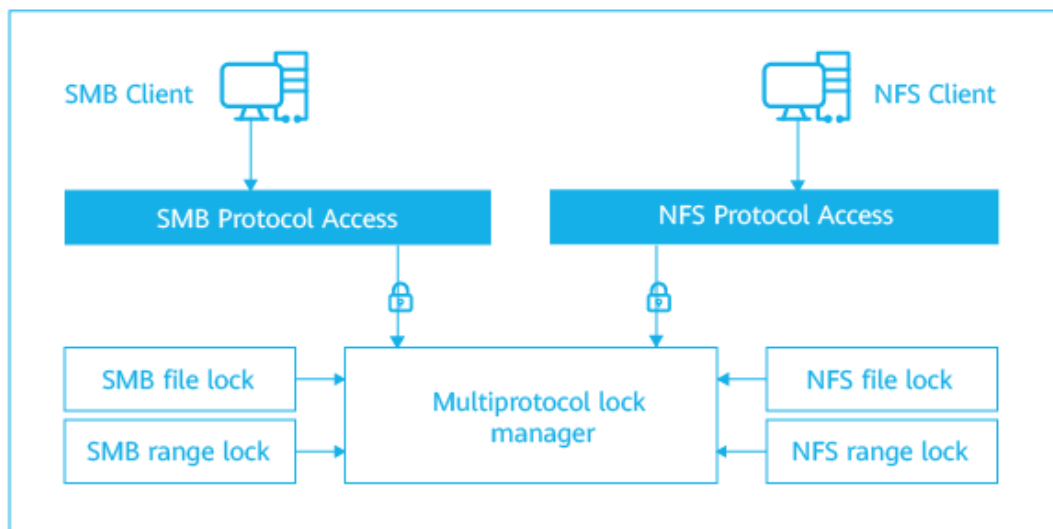 SMB Client
NFS Client
SMB Protocol Access
NFS Protocol Access
SMB file lock
SMB range lock
Multiprotocol lock
manager
NFS file lock
NFS range lock